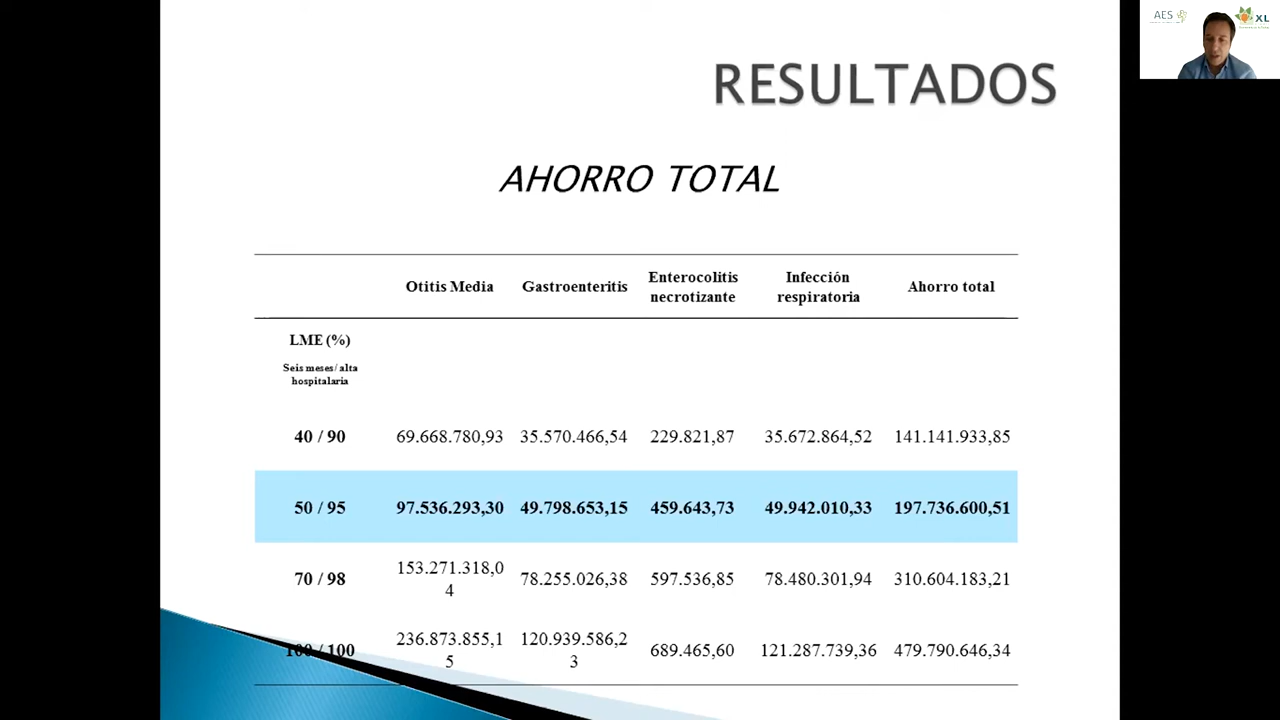 AES
XL
RESULTADOS
AHORRO TOTAL
Otitis Media
Gastroenteritis
Enterocolitis
necrotizante
Infección
respiratoria
Ahorro total
LME (%)
Seis meses/ alta
hospitalaria
40 / 90
69.668.780,93
35.570.466,54
229.821,87
35.672.864,52
141.141.933,85
50 / 95
97.536.293,30
49.798.653,15
459.643,73
49.942.010,33
197.736.600,51
70 / 98
153.271.318,0
4
78.255.026,38
597.536,85
78.480.301,94
310.604.183,21
100 / 100
236.873.855,1
5
120.939.586,2
3
689.465,60
121.287.739,36
479.790.646,34